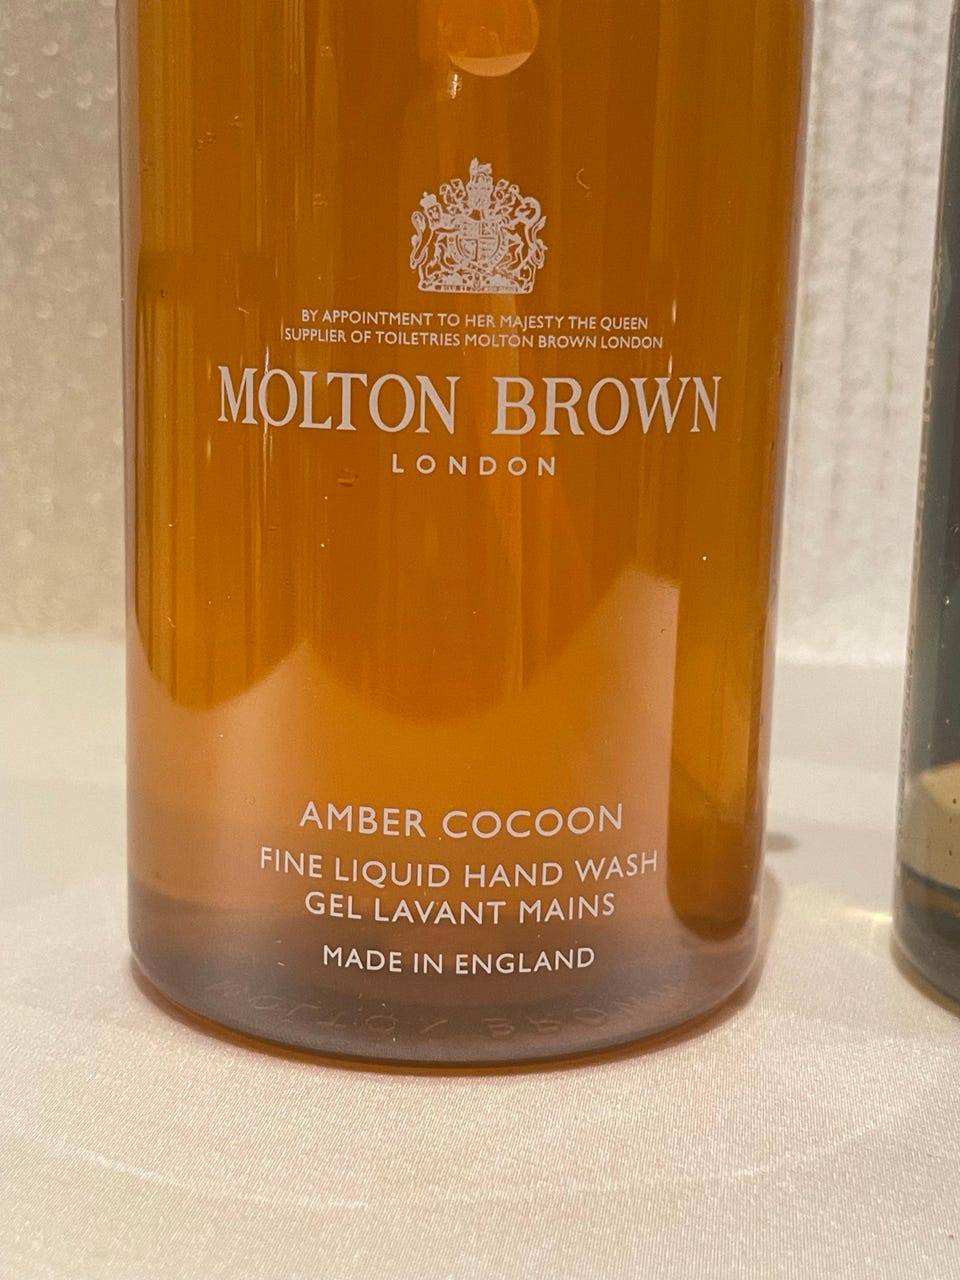 BY APPOINTMENT TO HER MAJESTY THE QUEEN
SUPPLIER OF TOILETRIES MOLTON BROWN LONDON
MOLTON BROWN
LONDON
AMBER COCOON
FINE LIQUID HAND WASH
GEL LAVANT MAINS
MADE IN ENGLAND